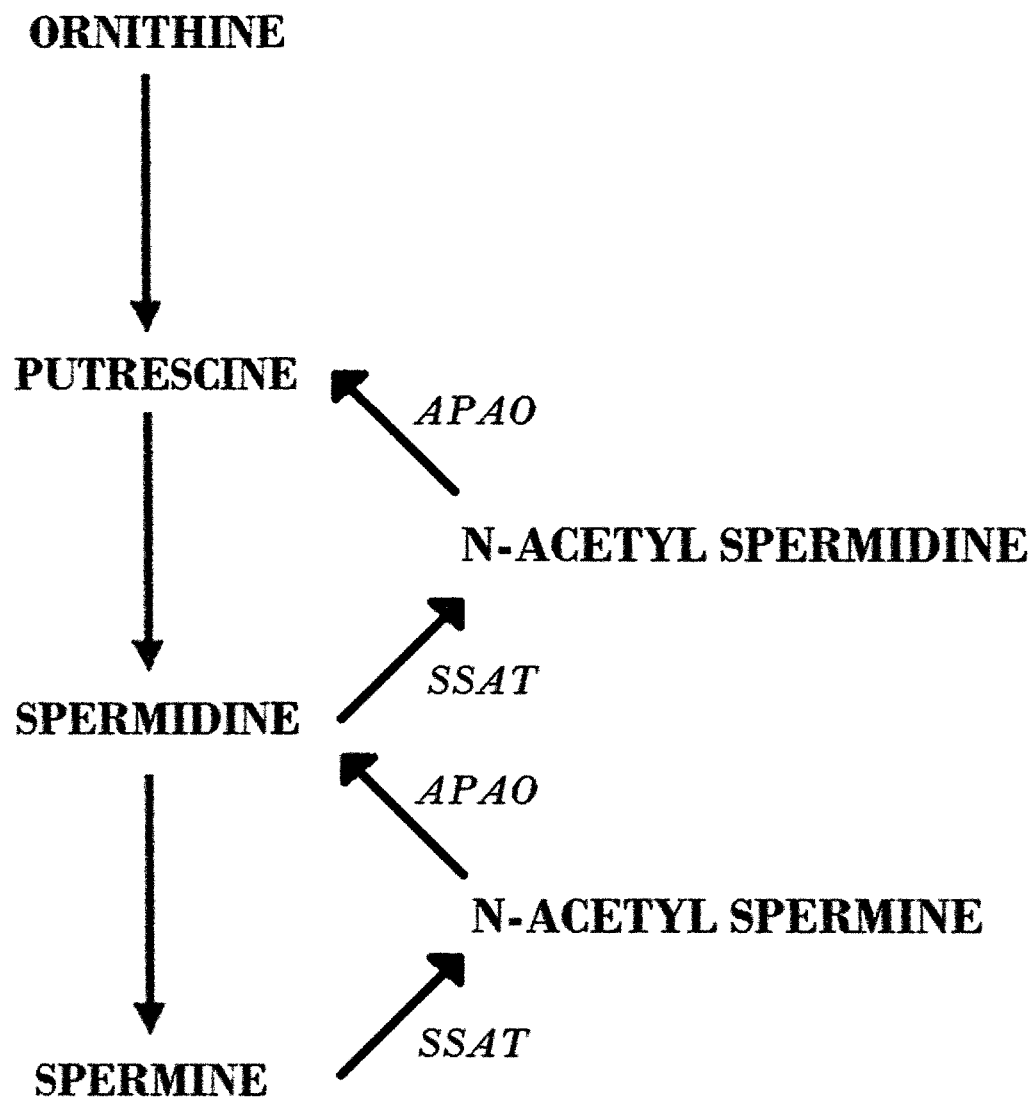 ORNITHINE
PUTRESCINE
APAO
N-ACETYL SPERMIDINE
SSAT
SPERMIDINE
APAO
N-ACETYL SPERMINE
SSAT
SPERMINE